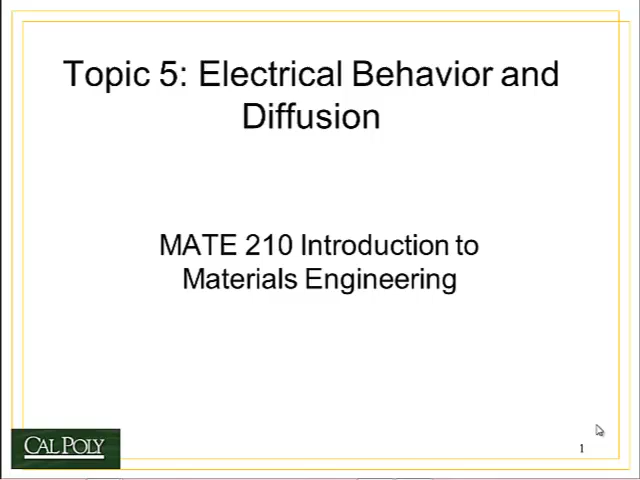 Topic 5: Electrical Behavior and
Diffusion
MATE 210 Introduction to
Materials Engineering
CAL POLY
1